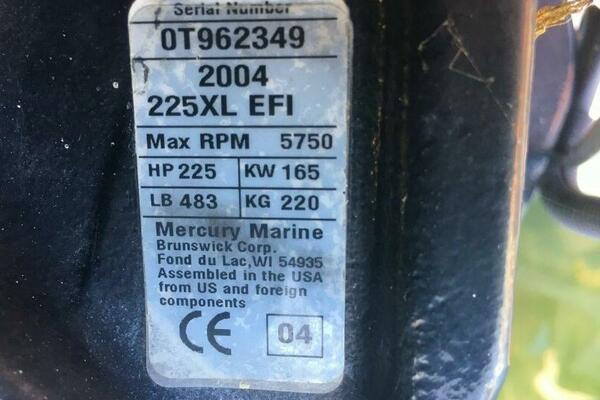 Serial Number
0T962349
2004
225XL EFI
Max RPM 5750
HP 225 KW 165
LB 483 KG 220
Mercury Marine
Brunswick Corp.
Fond du Lac,WI 54935
Assembled in the USA
from US and foreign
components
CE 04